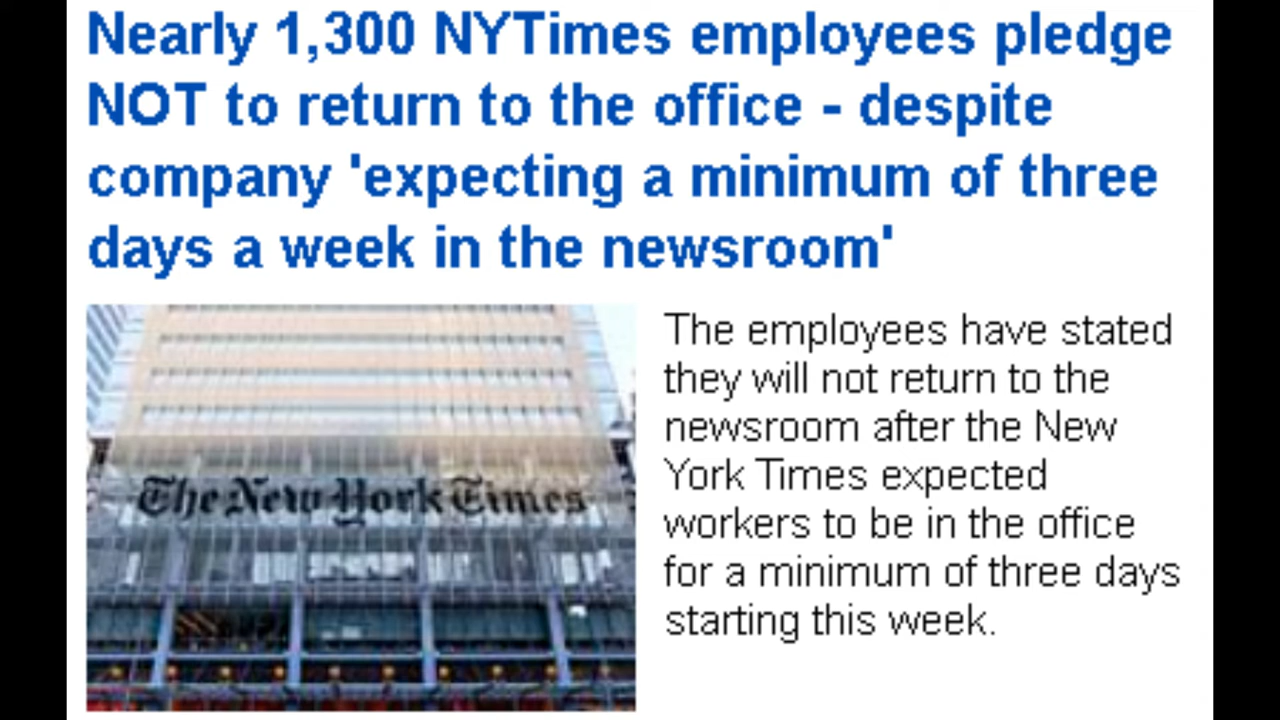 Nearly 1,300 NYTimes employees pledge
NOT to return to the office - despite
company 'expecting a minimum of three
days a week in the newsroom'
The New York Times
The employees have stated
they will not return to the
newsroom after the New
York Times expected
workers to be in the office
for a minimum of three days
starting this week.